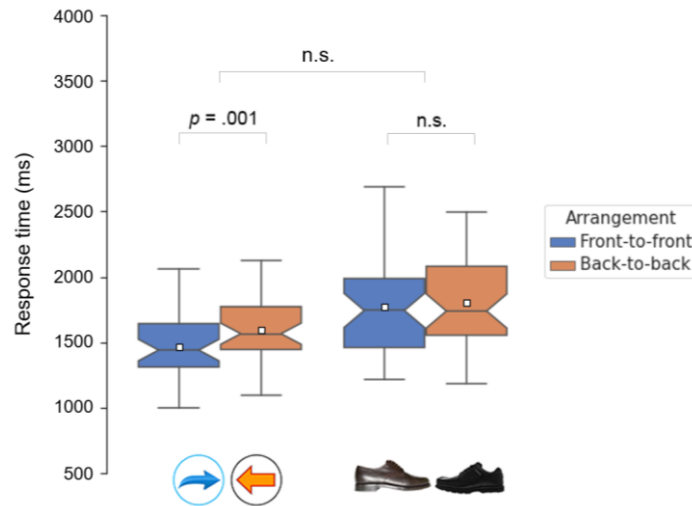 4000
n.s.
3500
p = .001
n.s.
3000
Response time (ms)
2500
Arrangement
Front-to-front
Back-to-back
2000
1500
1000
500